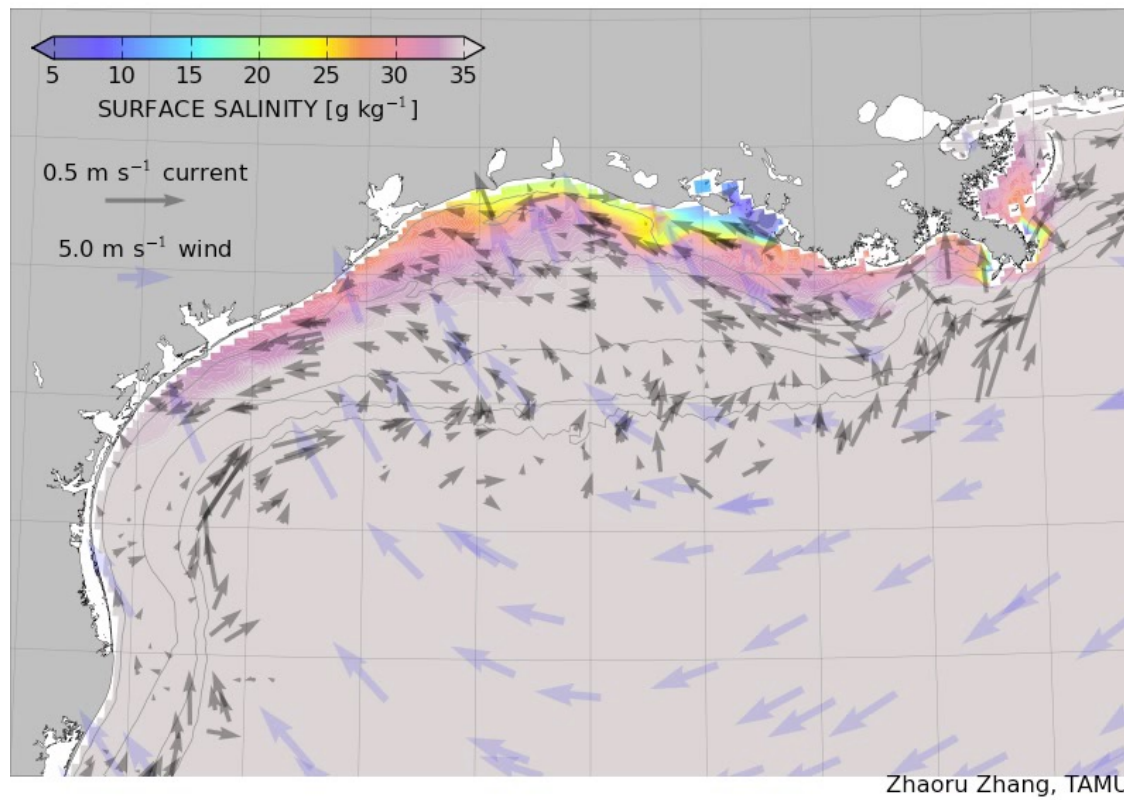 5 10 15 20 25 30 35
SURFACE SALINITY [g kg⁻¹]
0.5 m s⁻¹ current
5.0 m s⁻¹ wind
Zhaoru Zhang, TAMU